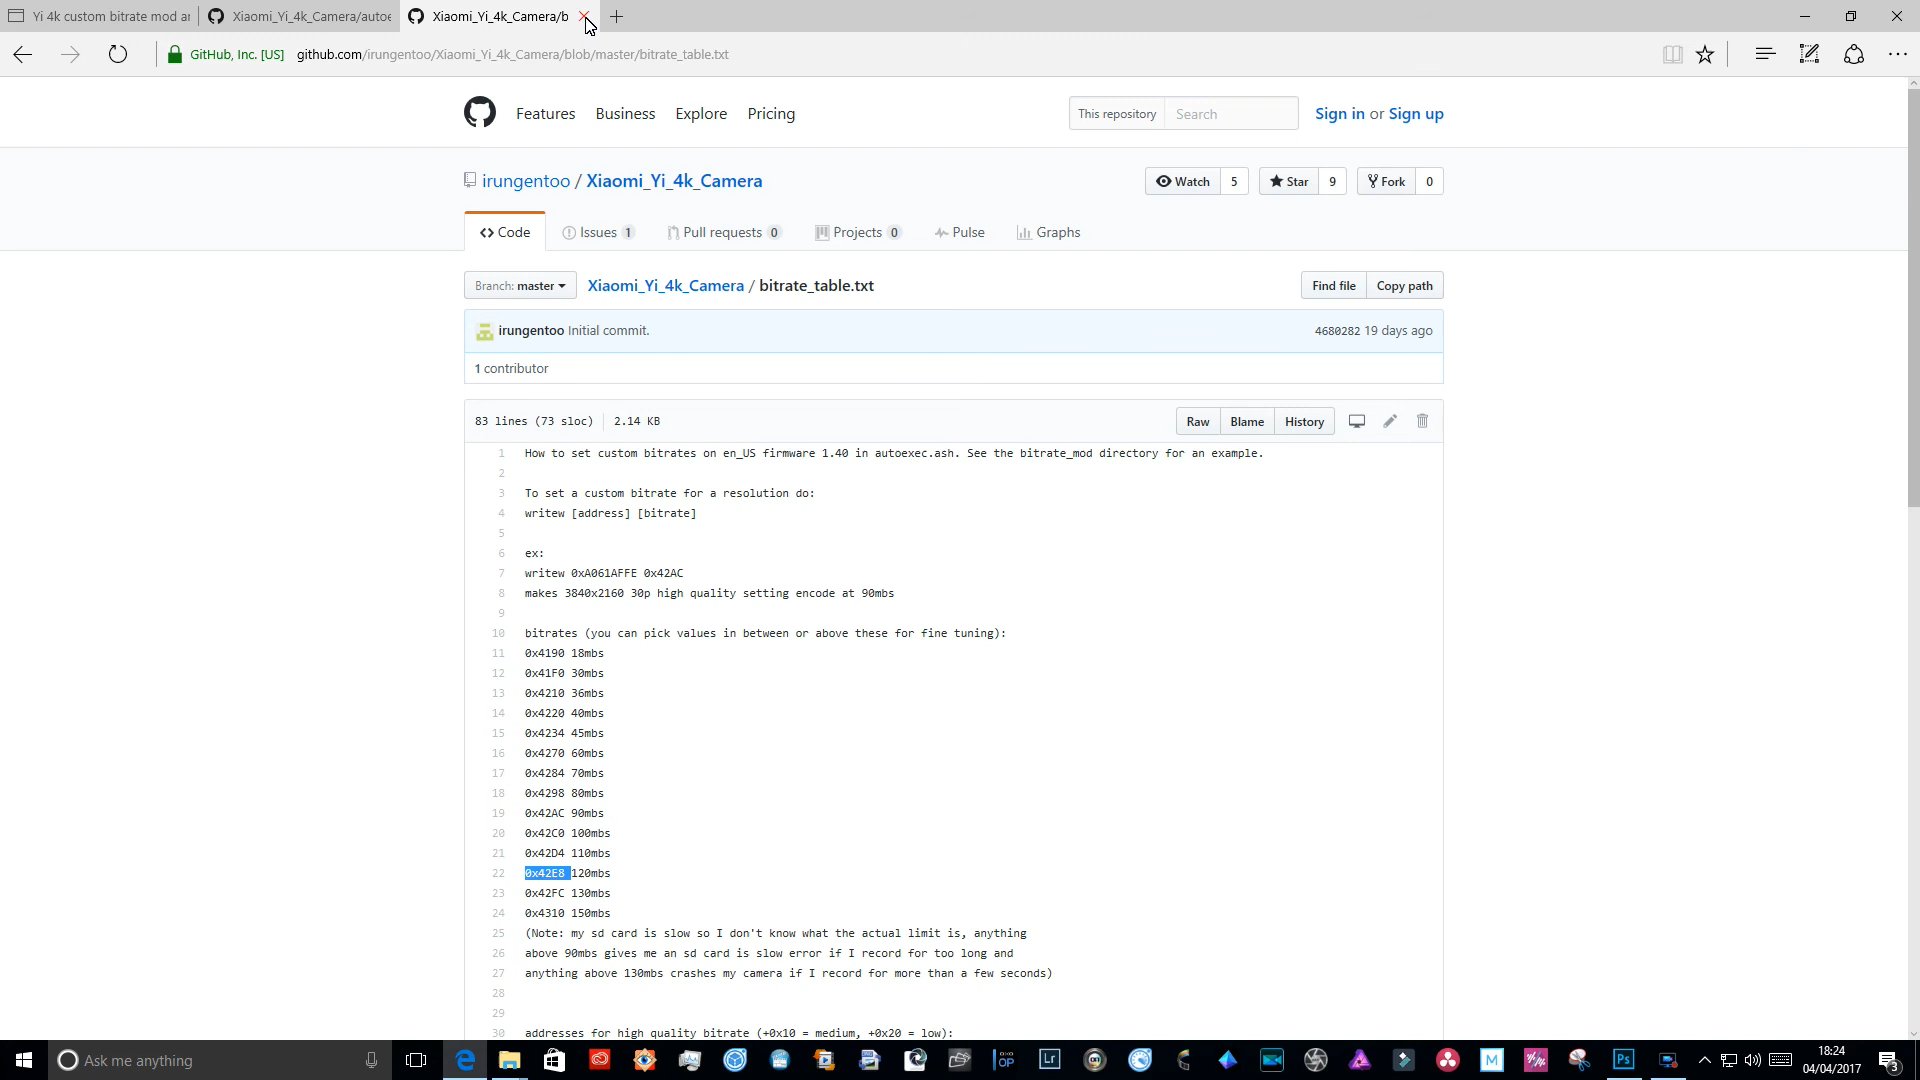 Yi 4k custom bitrate mod ar
Xiaomi_Yi_4k_Camera/autoe
Xiaomi_Yi_4k_Camera/b
GitHub, Inc. [US]
github.com/irungentoo/Xiaomi_Yi_4k_Camera/blob/master/bitrate_table.txt
Features Business Explore Pricing
This repository Search
Sign in or Sign up
irungentoo / Xiaomi_Yi_4k_Camera
Watch 5 Star 9 Fork 0
Code Issues 1 Pull requests 0 Projects 0 Pulse Graphs
Branch: master Xiaomi_Yi_4k_Camera / bitrate_table.txt
Find file Copy path
irungentoo Initial commit.
4680282 19 days ago
1 contributor
83 lines (73 sloc) 2.14 KB
Raw Blame History
1 How to set custom bitrates on en_US firmware 1.40 in autoexec.ash. See the bitrate_mod directory for an example.
2
3 To set a custom bitrate for a resolution do:
4 writew [address] [bitrate]
5
6 ex:
7 writew 0xA061AFFE 0x42AC
8 makes 3840x2160 30p high quality setting encode at 90mbs
9
10 bitrates (you can pick values in between or above these for fine tuning):
11 0x4190 18mbs
12 0x41F0 30mbs
13 0x4210 36mbs
14 0x4220 40mbs
15 0x4234 45mbs
16 0x4270 60mbs
17 0x4284 70mbs
18 0x4298 80mbs
19 0x42AC 90mbs
20 0x42C0 100mbs
21 0x42D4 110mbs
22 0x42E8 120mbs
23 0x42FC 130mbs
24 0x4310 150mbs
25 (Note: my sd card is slow so I don't know what the actual limit is, anything
26 above 90mbs gives me an sd card is slow error if I record for too long and
27 anything above 130mbs crashes my camera if I record for more than a few seconds)
28
29
30 addresses for high quality bitrate (+0x10 = medium, +0x20 = low):
Ask me anything
OP
Lr
M
Ps
18:24
04/04/2017
3